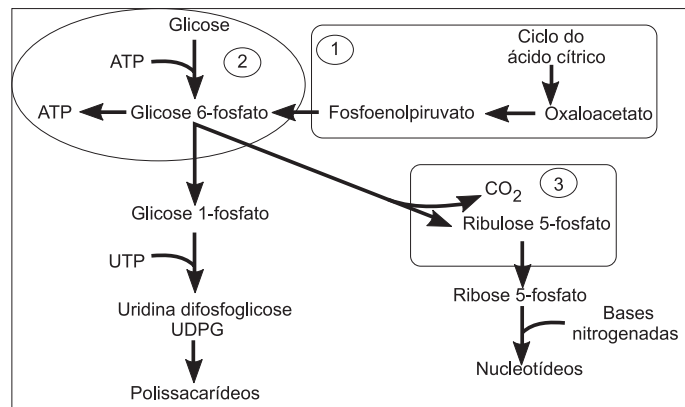 Glicose
ATP
2
1
Ciclo do
ácido cítrico
ATP
Glicose 6-fosfato
Fosfoenolpiruvato
Oxaloacetato
CO2
3
Glicose 1-fosfato
Ribulose 5-fosfato
UTP
Uridina difosfoglicose
UDPG
Ribose 5-fosfato
Bases
nitrogenadas
Polissacarídeos
Nucleotídeos